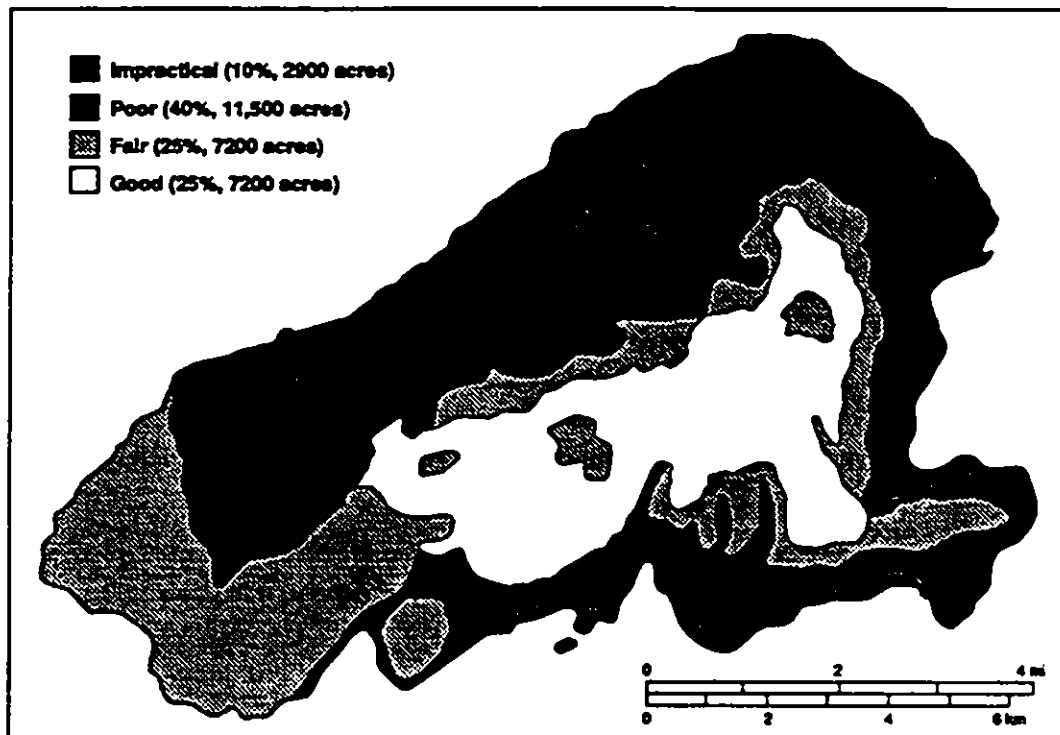 Impractical (10%, 2900 acres)
Poor (40%, 11,500 acres)
Fair (25%, 7200 acres)
Good (25%, 7200 acres)
0 2 4 mi
0 2 4 6 km